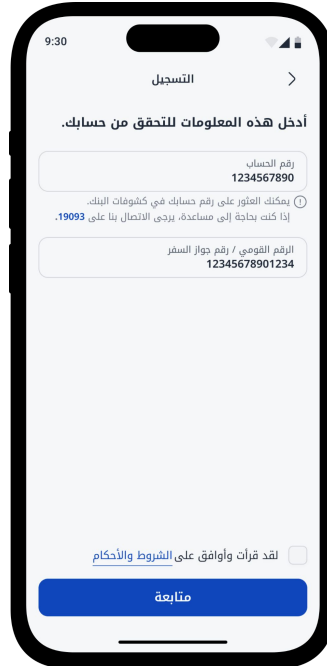 9:30
التسجيل
أدخل هذه المعلومات للتحقق من حسابك.
رقم الحساب
1234567890
يمكنك العثور على رقم حسابك في كشوفات البنك.
إذا كنت بحاجة إلى مساعدة، يرجى الاتصال بنا على 19093.
الرقم القومي / رقم جواز السفر
12345678901234
لقد قرأت وأوافق على الشروط والأحكام
متابعة